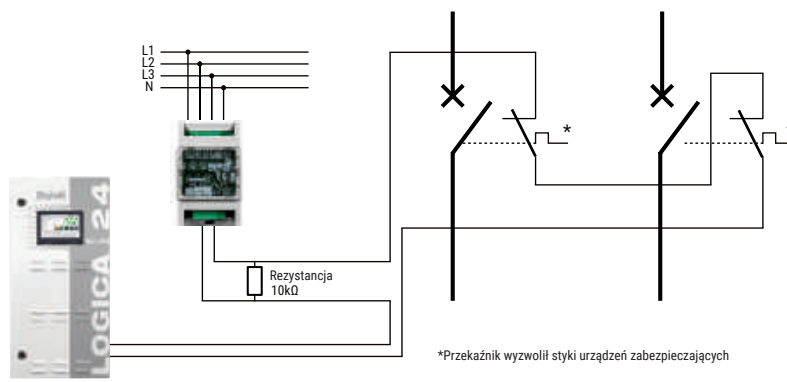 L1
L2
L3
N
*
*
LOGICA
24
Rezystancja
10kΩ
*Przekaźnik wyzwolił styki urządzeń zabezpieczających